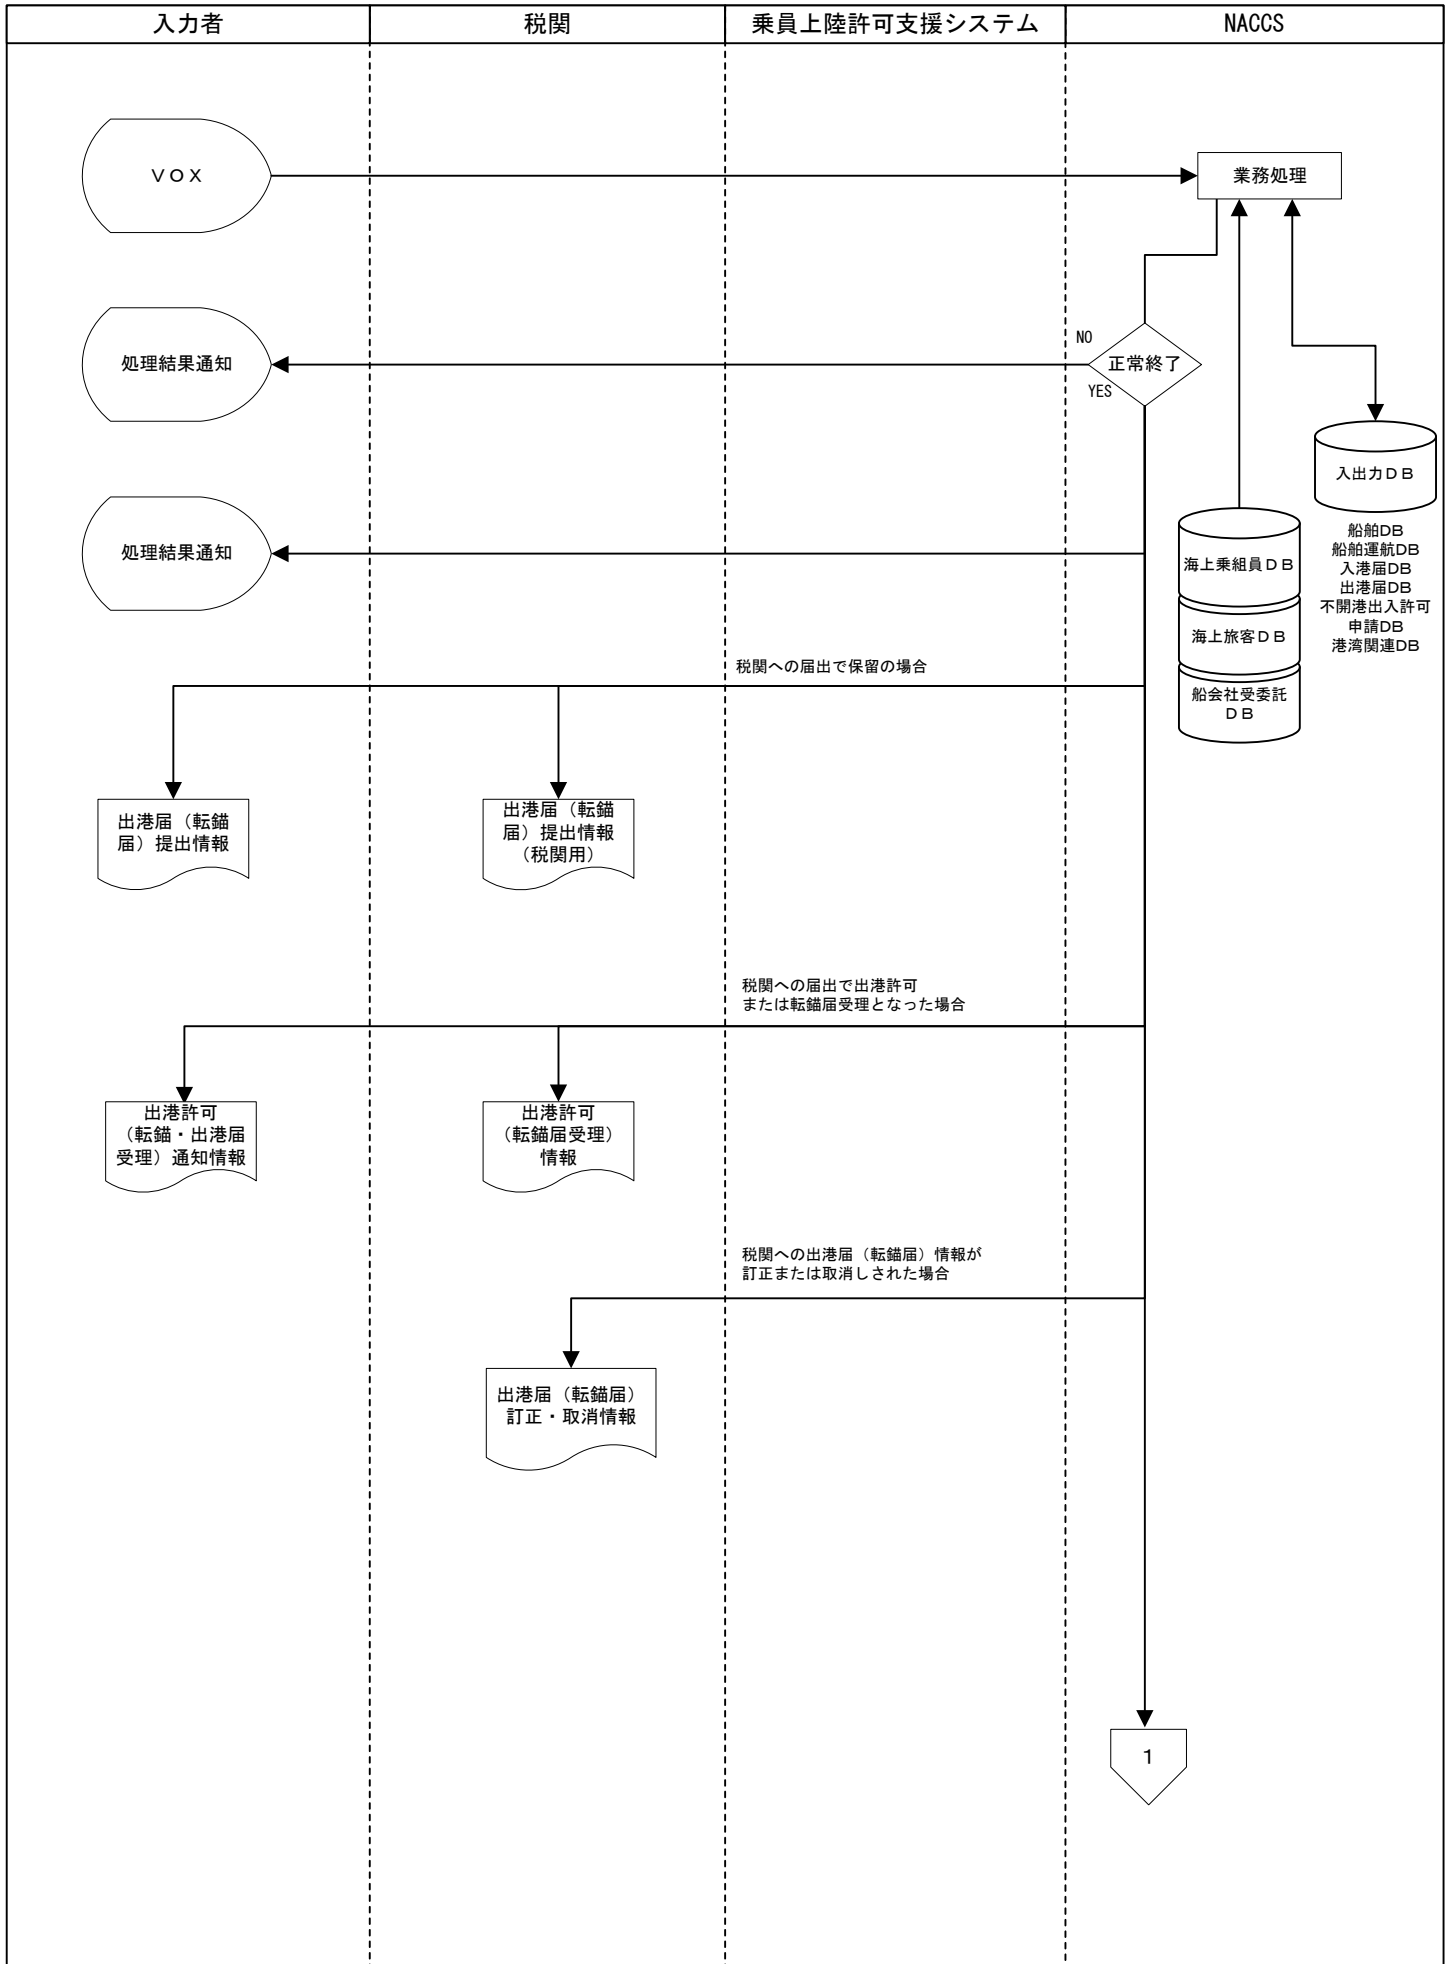 入力者
税関
乗員上陸許可支援システム
NACCS
ＶＯＸ
業務処理
処理結果通知
NO
正常終了
YES
入出力ＤＢ
船舶DB
船舶運航DB
入港届DB
出港届DB
不開港出入許可
申請DB
港湾関連DB
処理結果通知
海上乗組員ＤＢ
海上旅客ＤＢ
船会社受委託
ＤＢ
税関への届出で保留の場合
出港届（転錨
届）提出情報
出港届（転錨
届）提出情報
（税関用）
税関への届出で出港許可
または転錨届受理となった場合
出港許可
（転錨・出港届
受理）通知情報
出港許可
（転錨届受理）
情報
税関への出港届（転錨届）情報が
訂正または取消しされた場合
出港届（転錨届）
訂正・取消情報
1